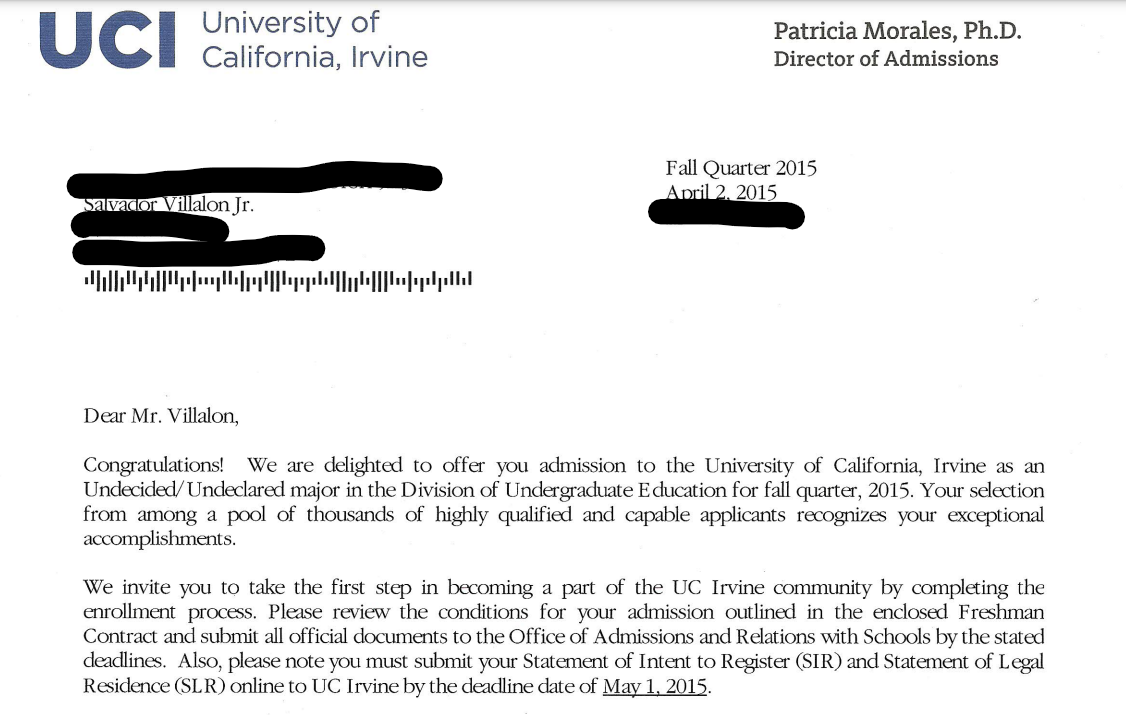 UCI University of
California, Irvine
Patricia Morales, Ph.D.
Director of Admissions
Fall Quarter 2015
April 2, 2015
Salvador Villalon Jr.
Dear Mr. Villalon,
Congratulations! We are delighted to offer you admission to the University of California, Irvine as an
Undecided/Undeclared major in the Division of Undergraduate Education for fall quarter, 2015. Your selection
from among a pool of thousands of highly qualified and capable applicants recognizes your exceptional
accomplishments.
We invite you to take the first step in becoming a part of the UC Irvine community by completing the
enrollment process. Please review the conditions for your admission outlined in the enclosed Freshman
Contract and submit all official documents to the Office of Admissions and Relations with Schools by the stated
deadlines. Also, please note you must submit your Statement of Intent to Register (SIR) and Statement of Legal
Residence (SLR) online to UC Irvine by the deadline date of May 1, 2015.